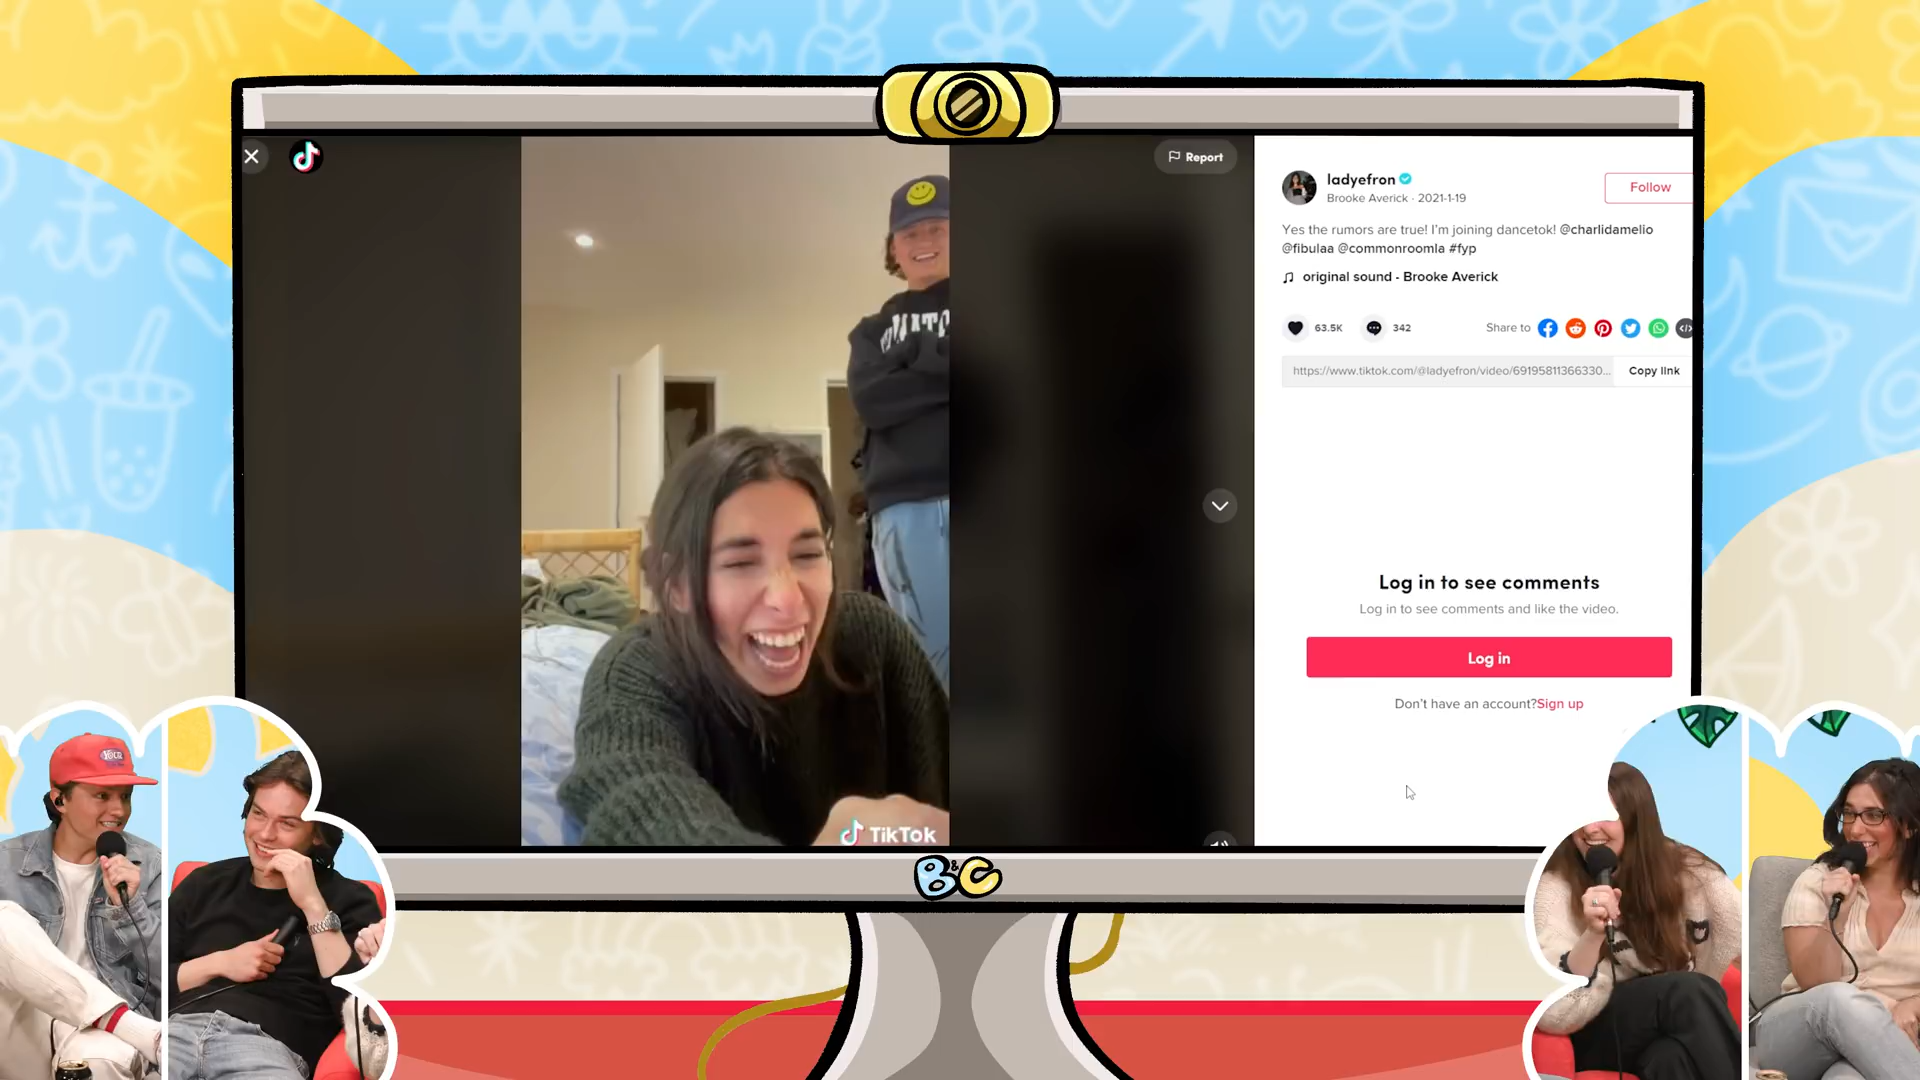 Report
ladyefron
Brooke Averick · 2021-1-19
Follow
Yes the rumors are true! I'm joining dancetok! @charlidamelio
@fibulaa @commonroomla #fyp
original sound - Brooke Averick
63.5K
342
Share to
https://www.tiktok.com/@ladyefron/video/69195811366330...
Copy link
Log in to see comments
Log in to see comments and like the video.
Log in
Don't have an account?Sign up
TikTok
B&C